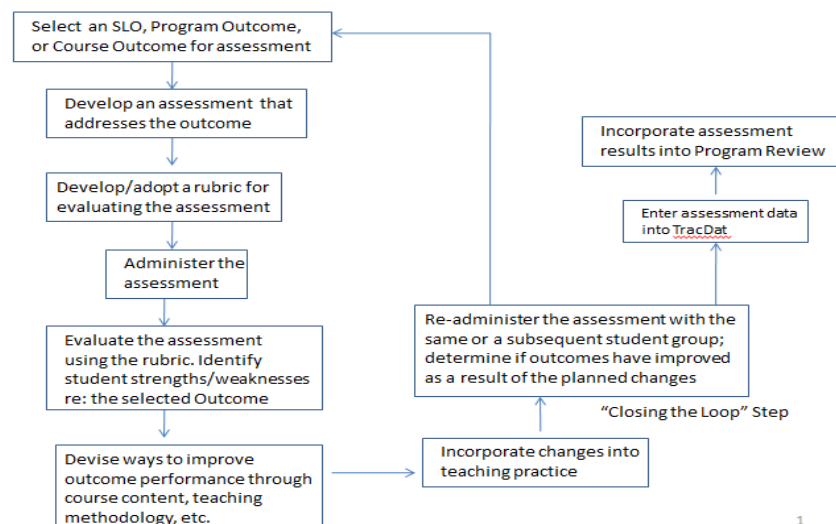 Select an SLO, Program Outcome,
or Course Outcome for assessment
Develop an assessment that
addresses the outcome
Develop/adopt a rubric for
evaluating the assessment
Administer the
assessment
Evaluate the assessment
using the rubric. Identify
student strengths/weaknesses
re: the selected Outcome
Devise ways to improve
outcome performance through
course content, teaching
methodology, etc.
Incorporate changes into
teaching practice
Re-administer the assessment with the
same or a subsequent student group;
determine if outcomes have improved
as a result of the planned changes
“Closing the Loop” Step
Enter assessment data
into TracDat
Incorporate assessment
results into Program Review
1